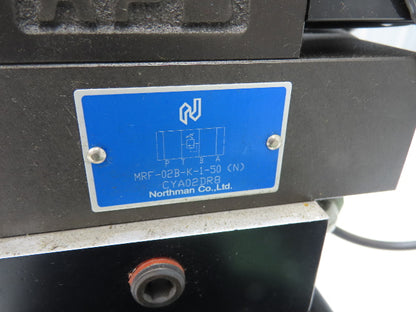 P T B A
MRF-02B-K-1-50 (N)
CYA02DR8
Northman Co.,Ltd.